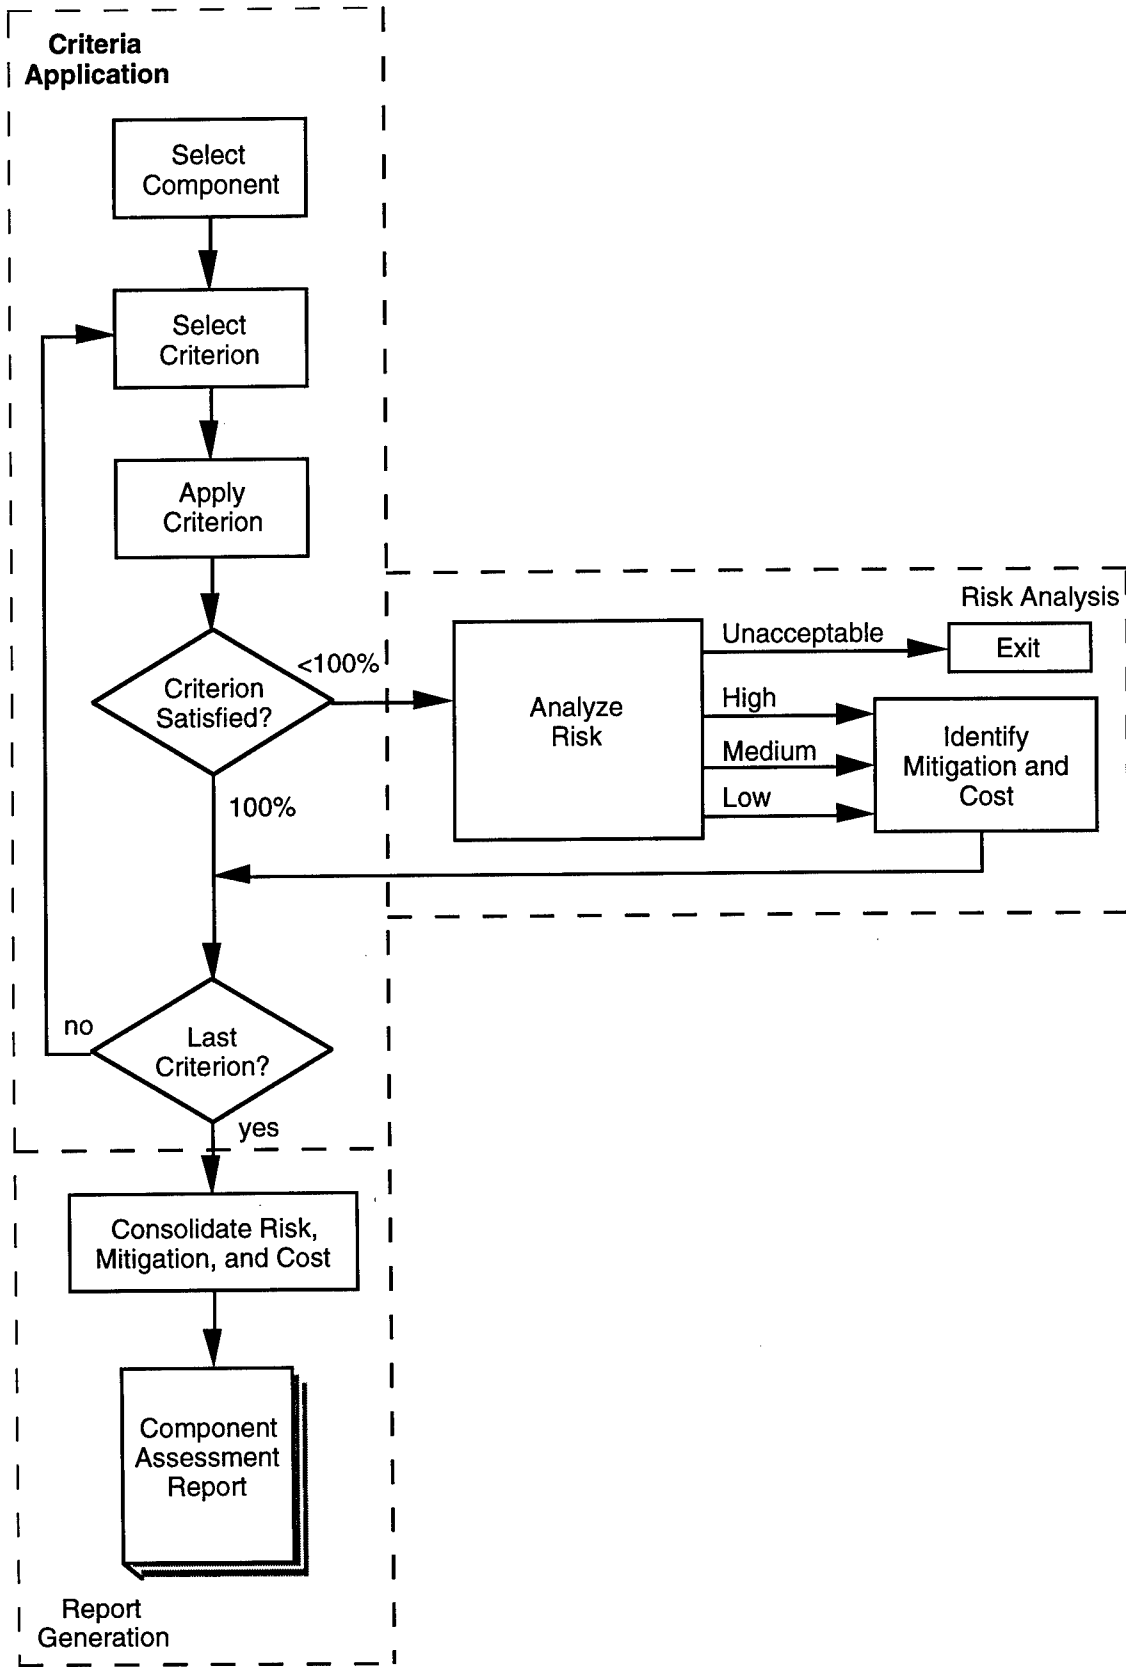 Criteria
Application
Select
Component
Select
Criterion
Apply
Criterion
Criterion
Satisfied?
<100%
100%
Risk Analysis
Analyze
Risk
Unacceptable
Exit
High
Medium
Low
Identify
Mitigation and
Cost
Last
Criterion?
no
yes
Consolidate Risk,
Mitigation, and Cost
Component
Assessment
Report
Report
Generation